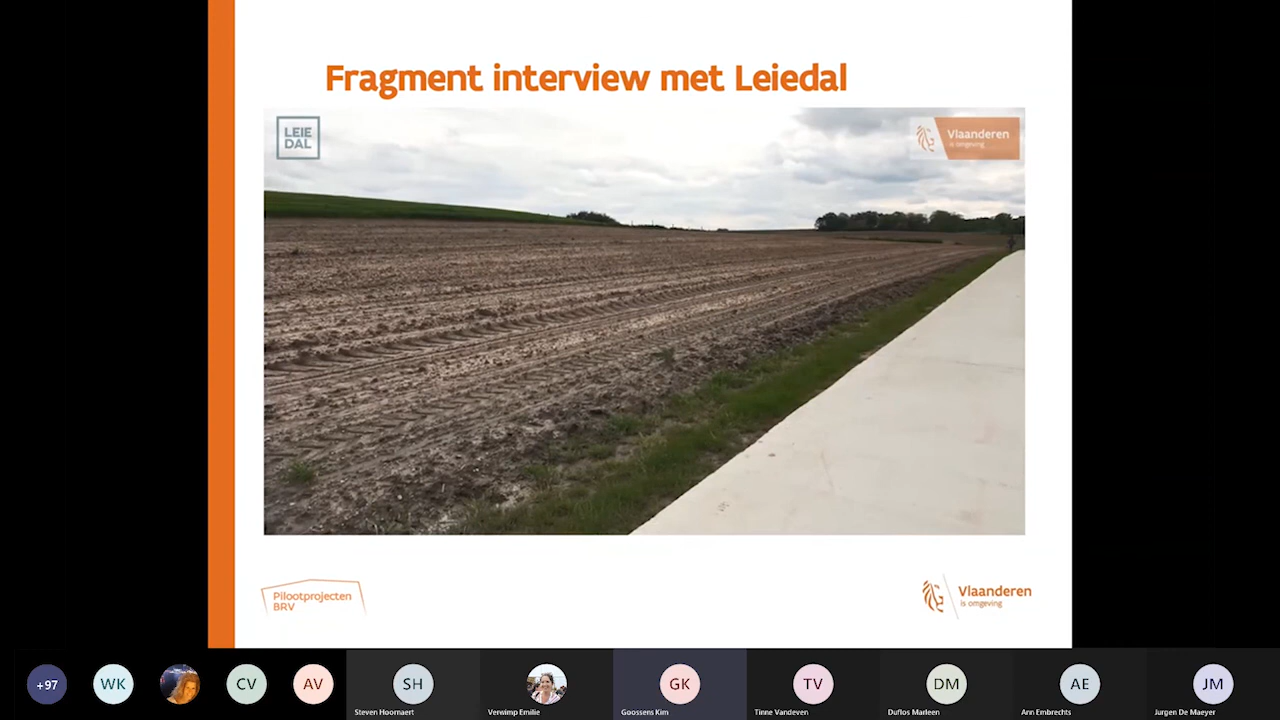 Fragment interview met Leiedal
LEIE
DAL
Vlaanderen
is omgeving
Pilootprojecten
BRV
Vlaanderen
is omgeving
+97
WK
CV
AV
SH
GK
TV
DM
AE
JM
Steven Hoornaert
Verwimp Emilie
Goossens Kim
Tinne Vandeven
Duflos Marleen
Ann Embrechts
Jurgen De Maeyer